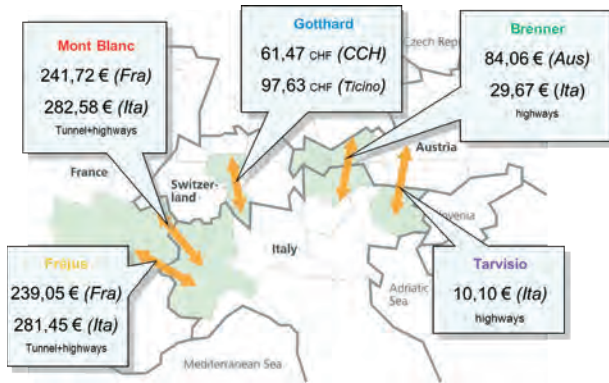 Mont Blanc
241,72 € (Fra)
282,58 € (Ita)
Tunnel+highways
Gotthard
61,47 CHF (CCH)
97,63 CHF (Ticino)
Brenner
84,06 € (Aus)
29,67 € (Ita)
highways
Czech Rep
France
Switzer-
land
Austria
Italy
Slovenia
Adriatic
Sea
Mediterranean Sea
Frejus
239,05 € (Fra)
281,45 € (Ita)
Tunnel+highways
Tarvisio
10,10 € (Ita)
highways